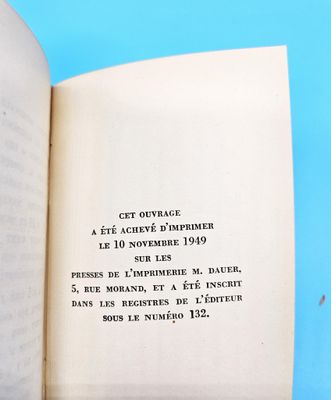 CET OUVRAGE
A ÉTÉ ACHEVÉ D'IMPRIMER
LE 10 NOVEMBRE 1949
SUR LES
PRESSES DE L'IMPRIMERIE M. DAUER,
5, RUE MORAND, ET A ÉTÉ INSCRIT
DANS LES REGISTRES DE L'ÉDITEUR
SOUS LE NUMÉRO 132.